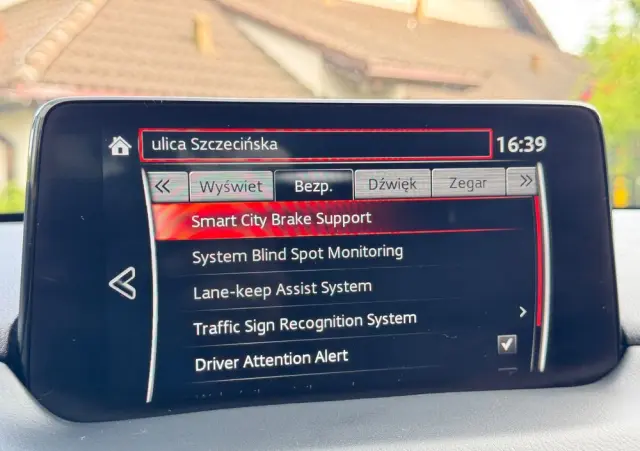 ulica Szczecińska
16:39
« Wyświet Bezp. Dźwięk Zegar »
Smart City Brake Support
System Blind Spot Monitoring
Lane-keep Assist System
Traffic Sign Recognition System
Driver Attention Alert